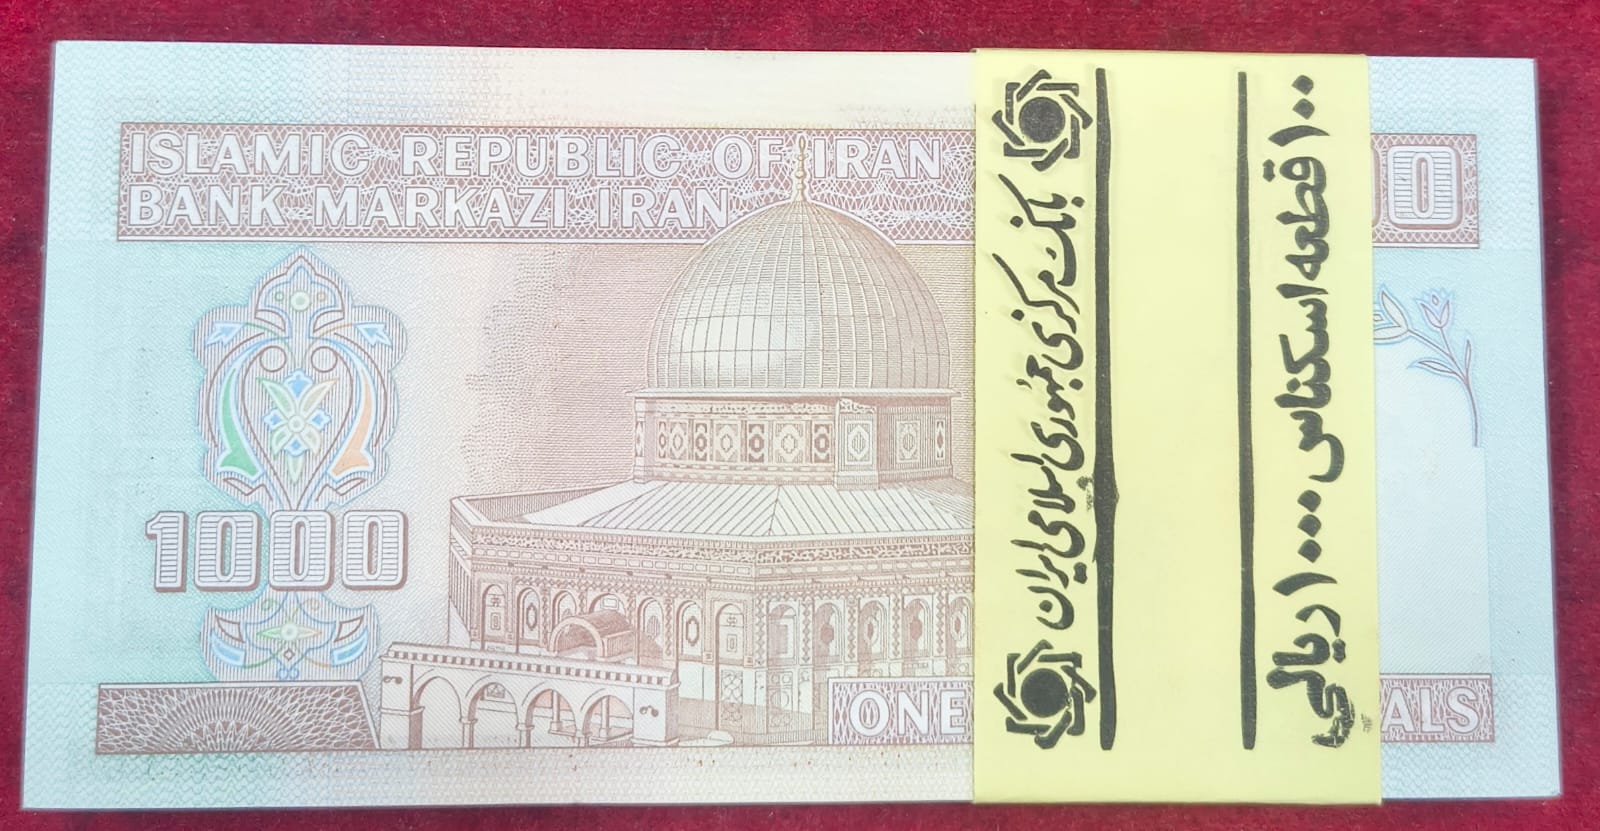 ISLAMIC REPUBLIC OF IRAN
BANK MARKAZI IRAN
0
1000
ONE
ALS
بانک مرکزی جمهوری اسلامی ایران
۱۰۰ قطعه اسکناس ۱۰۰۰ ریالی